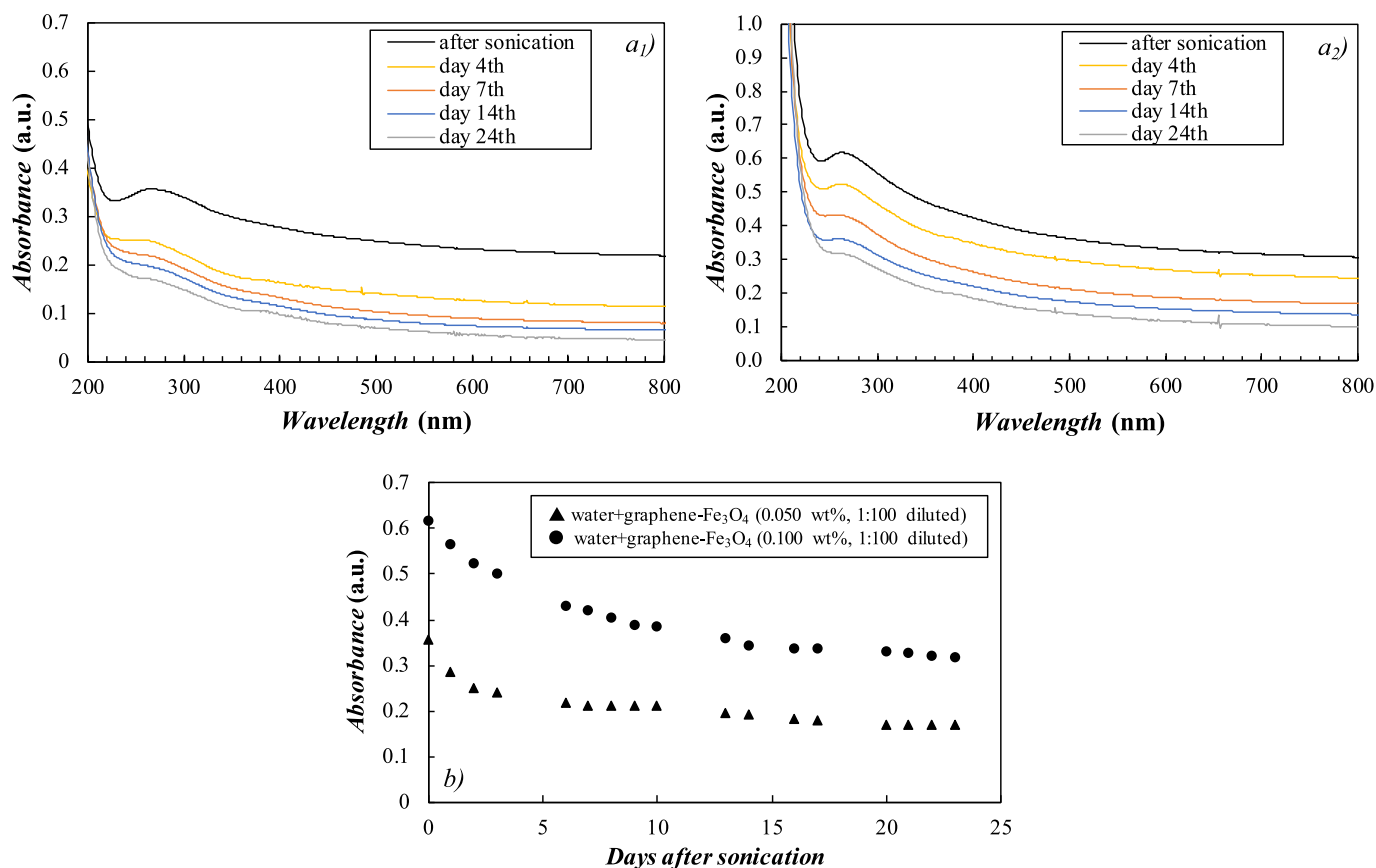 a₁)
after sonication
day 4th
day 7th
day 14th
day 24th
0.7
0.6
0.5
0.4
0.3
0.2
0.1
0
Absorbance (a.u.)
200 300 400 500 600 700 800
Wavelength (nm)
a₂)
after sonication
day 4th
day 7th
day 14th
day 24th
1.0
0.9
0.8
0.7
0.6
0.5
0.4
0.3
0.2
0.1
0.0
Absorbance (a.u.)
200 300 400 500 600 700 800
Wavelength (nm)
water+graphene-Fe₃O₄ (0.050 wt%, 1:100 diluted)
water+graphene-Fe₃O₄ (0.100 wt%, 1:100 diluted)
0.7
0.6
0.5
0.4
0.3
0.2
0.1
0
Absorbance (a.u.)
b)
0 5 10 15 20 25
Days after sonication